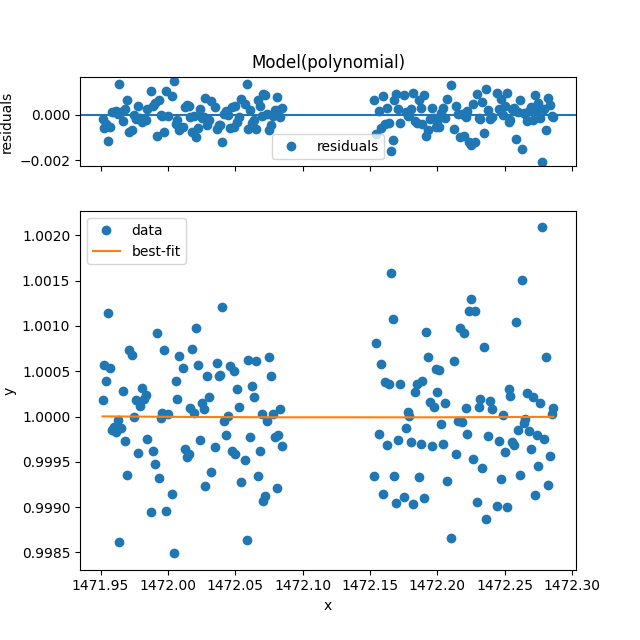 Model(polynomial)
residuals
0.000
−0.002
residuals
y
1.0020
1.0015
1.0010
1.0005
1.0000
0.9995
0.9990
0.9985
data
best-fit
1471.95 1472.00 1472.05 1472.10 1472.15 1472.20 1472.25 1472.30
x